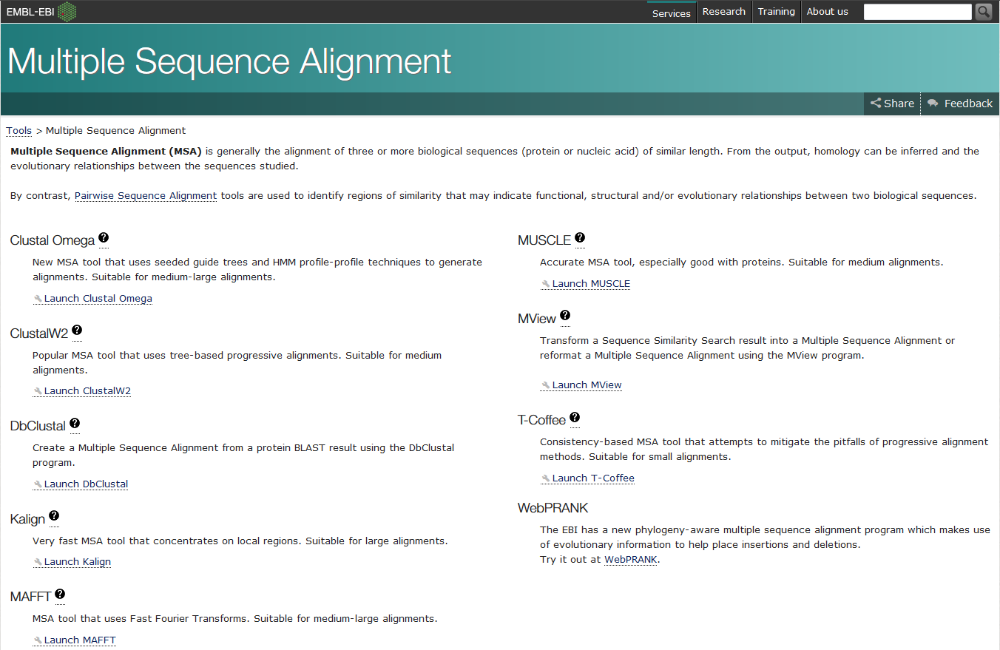 EMBL-EBI
Services
Research
Training
About us
Multiple Sequence Alignment
Share
Feedback
Tools > Multiple Sequence Alignment
Multiple Sequence Alignment (MSA) is generally the alignment of three or more biological sequences (protein or nucleic acid) of similar length. From the output, homology can be inferred and the
evolutionary relationships between the sequences studied.
By contrast, Pairwise Sequence Alignment tools are used to identify regions of similarity that may indicate functional, structural and/or evolutionary relationships between two biological sequences.
Clustal Omega ?
New MSA tool that uses seeded guide trees and HMM profile-profile techniques to generate
alignments. Suitable for medium-large alignments.
Launch Clustal Omega
ClustalW2 ?
Popular MSA tool that uses tree-based progressive alignments. Suitable for medium
alignments.
Launch ClustalW2
DbClustal ?
Create a Multiple Sequence Alignment from a protein BLAST result using the DbClustal
program.
Launch DbClustal
Kalign ?
Very fast MSA tool that concentrates on local regions. Suitable for large alignments.
Launch Kalign
MAFFT ?
MSA tool that uses Fast Fourier Transforms. Suitable for medium-large alignments.
Launch MAFFT
MUSCLE ?
Accurate MSA tool, especially good with proteins. Suitable for medium alignments.
Launch MUSCLE
MView ?
Transform a Sequence Similarity Search result into a Multiple Sequence Alignment or
reformat a Multiple Sequence Alignment using the MView program.
Launch MView
T-Coffee ?
Consistency-based MSA tool that attempts to mitigate the pitfalls of progressive alignment
methods. Suitable for small alignments.
Launch T-Coffee
WebPRANK
The EBI has a new phylogeny-aware multiple sequence alignment program which makes use
of evolutionary information to help place insertions and deletions.
Try it out at WebPRANK.